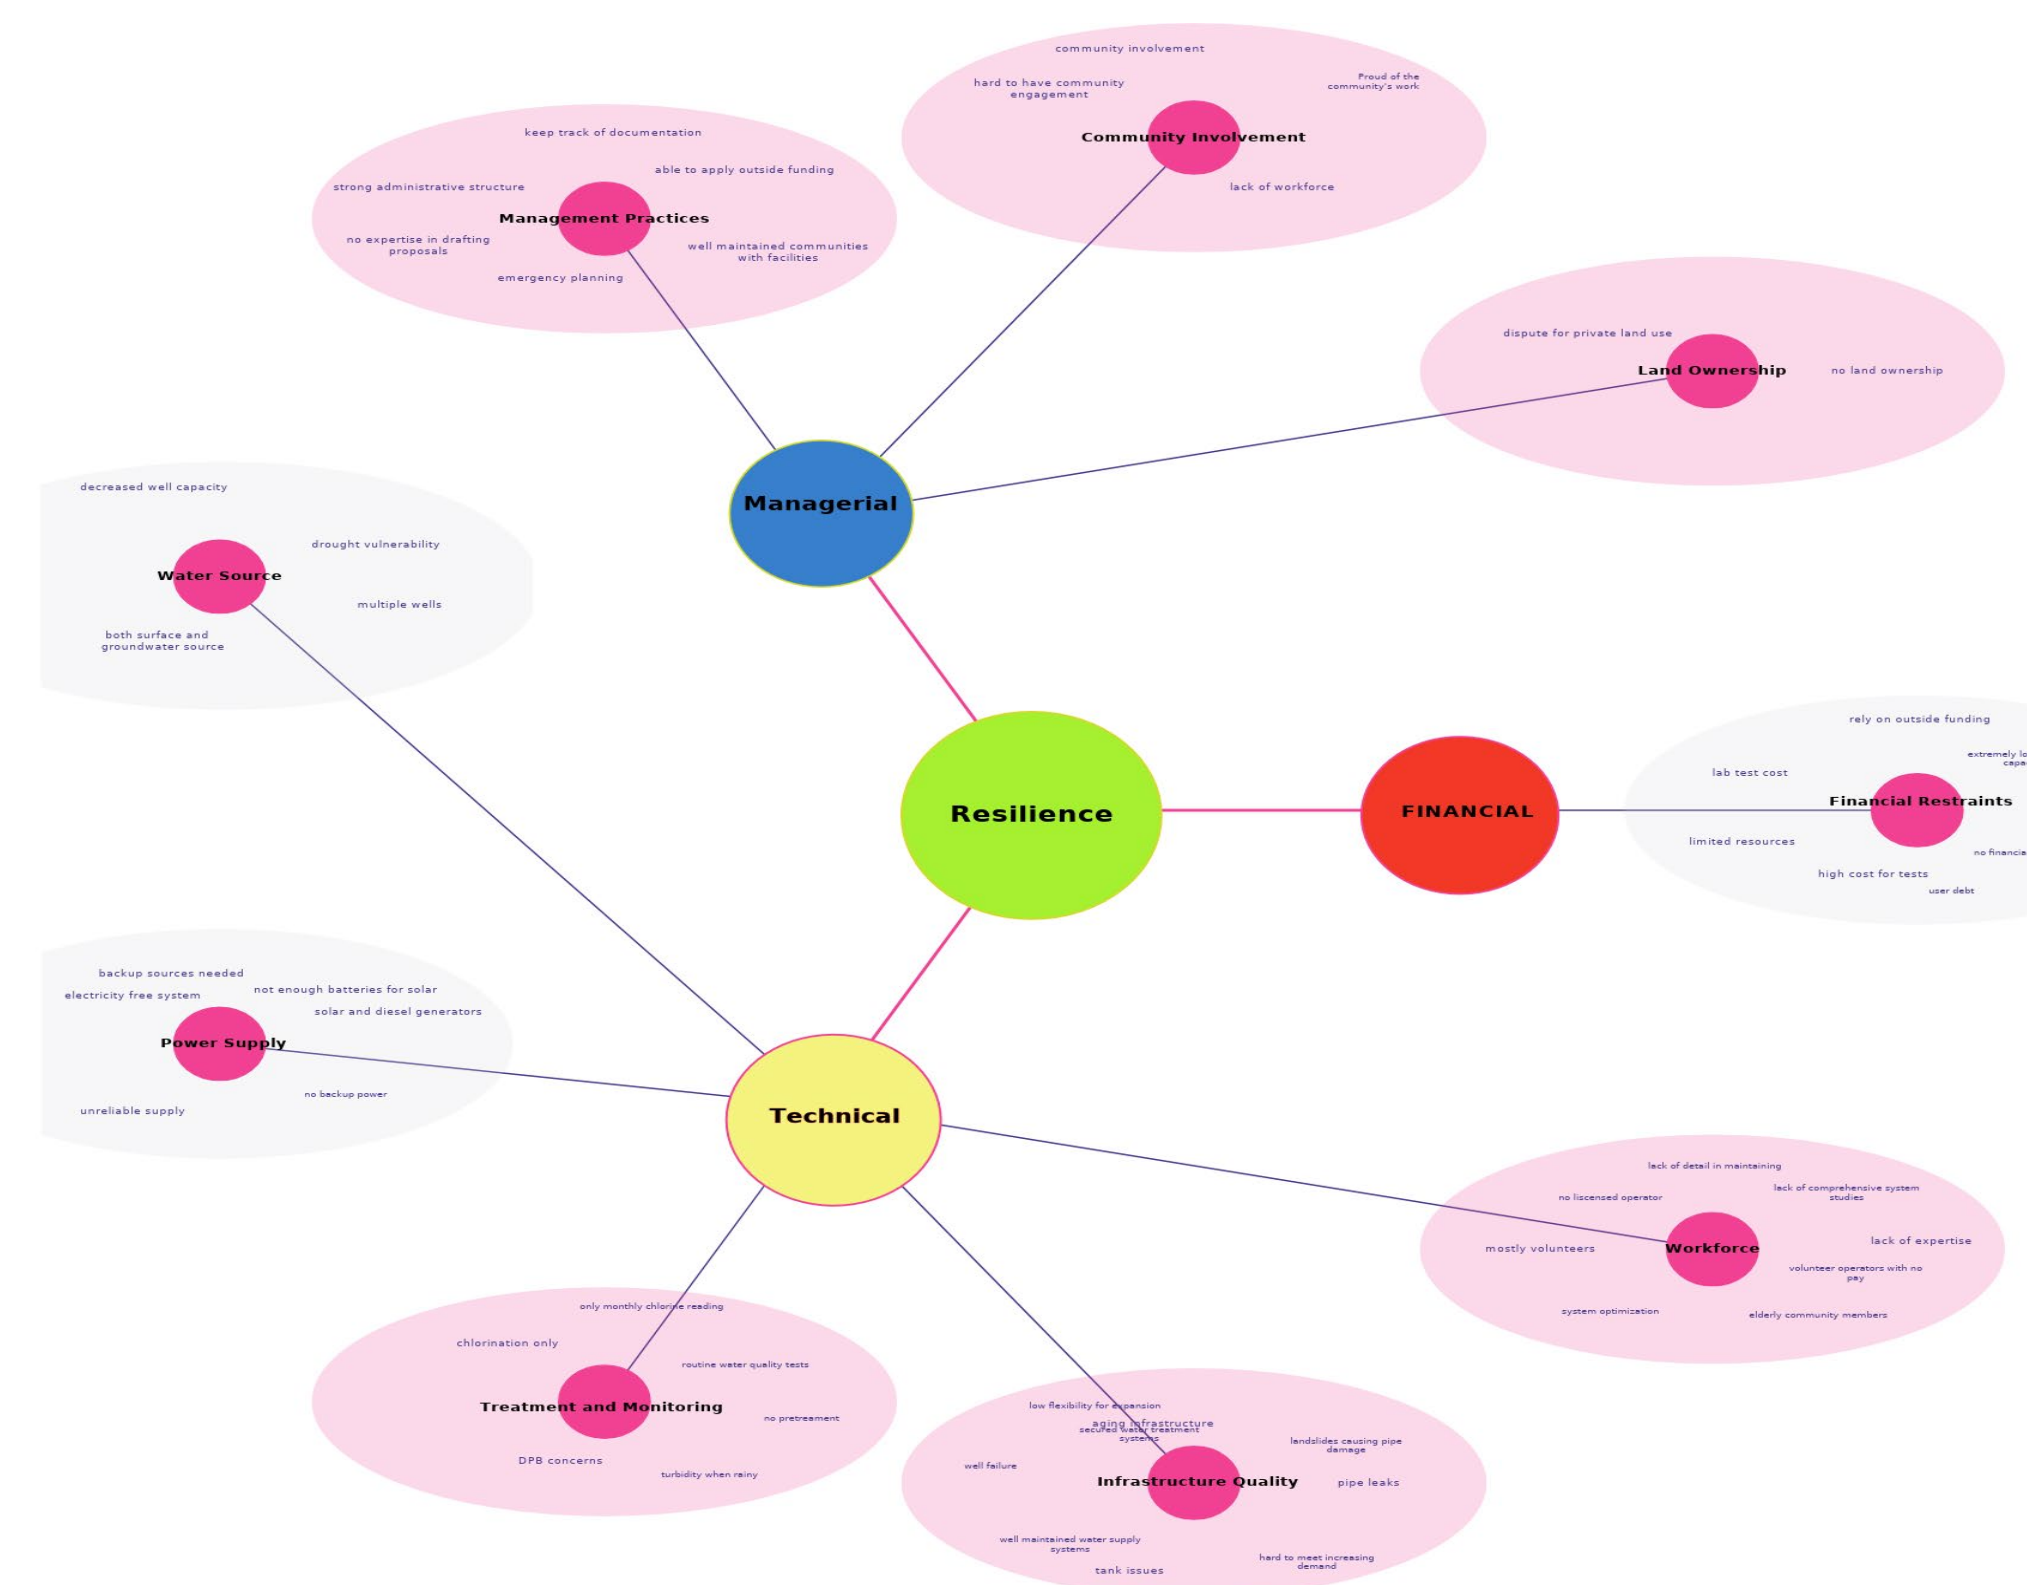 community involvement
hard to have community
engagement
Proud of the
community's work
Community Involvement
lack of workforce
keep track of documentation
able to apply outside funding
strong administrative structure
Management Practices
no expertise in drafting
proposals
well maintained communities
with facilities
emergency planning
dispute for private land use
Land Ownership
no land ownership
Managerial
decreased well capacity
drought vulnerability
Water Source
multiple wells
both surface and
groundwater source
rely on outside funding
extremely lo
capa
lab test cost
Financial Restraints
limited resources
no financia
high cost for tests
user debt
Resilience
FINANCIAL
backup sources needed
electricity free system
not enough batteries for solar
solar and diesel generators
Power Supply
no backup power
unreliable supply
Technical
lack of detail in maintaining
no liscensed operator
lack of comprehensive system
studies
mostly volunteers
Workforce
lack of expertise
volunteer operators with no
pay
system optimization
elderly community members
only monthly chlorine reading
chlorination only
routine water quality tests
Treatment and Monitoring
no pretreament
DPB concerns
turbidity when rainy
low flexibility for expansion
aging infrastructure
secured water treatment
systems
landslides causing pipe
damage
well failure
Infrastructure Quality
pipe leaks
well maintained water supply
systems
tank issues
hard to meet increasing
demand